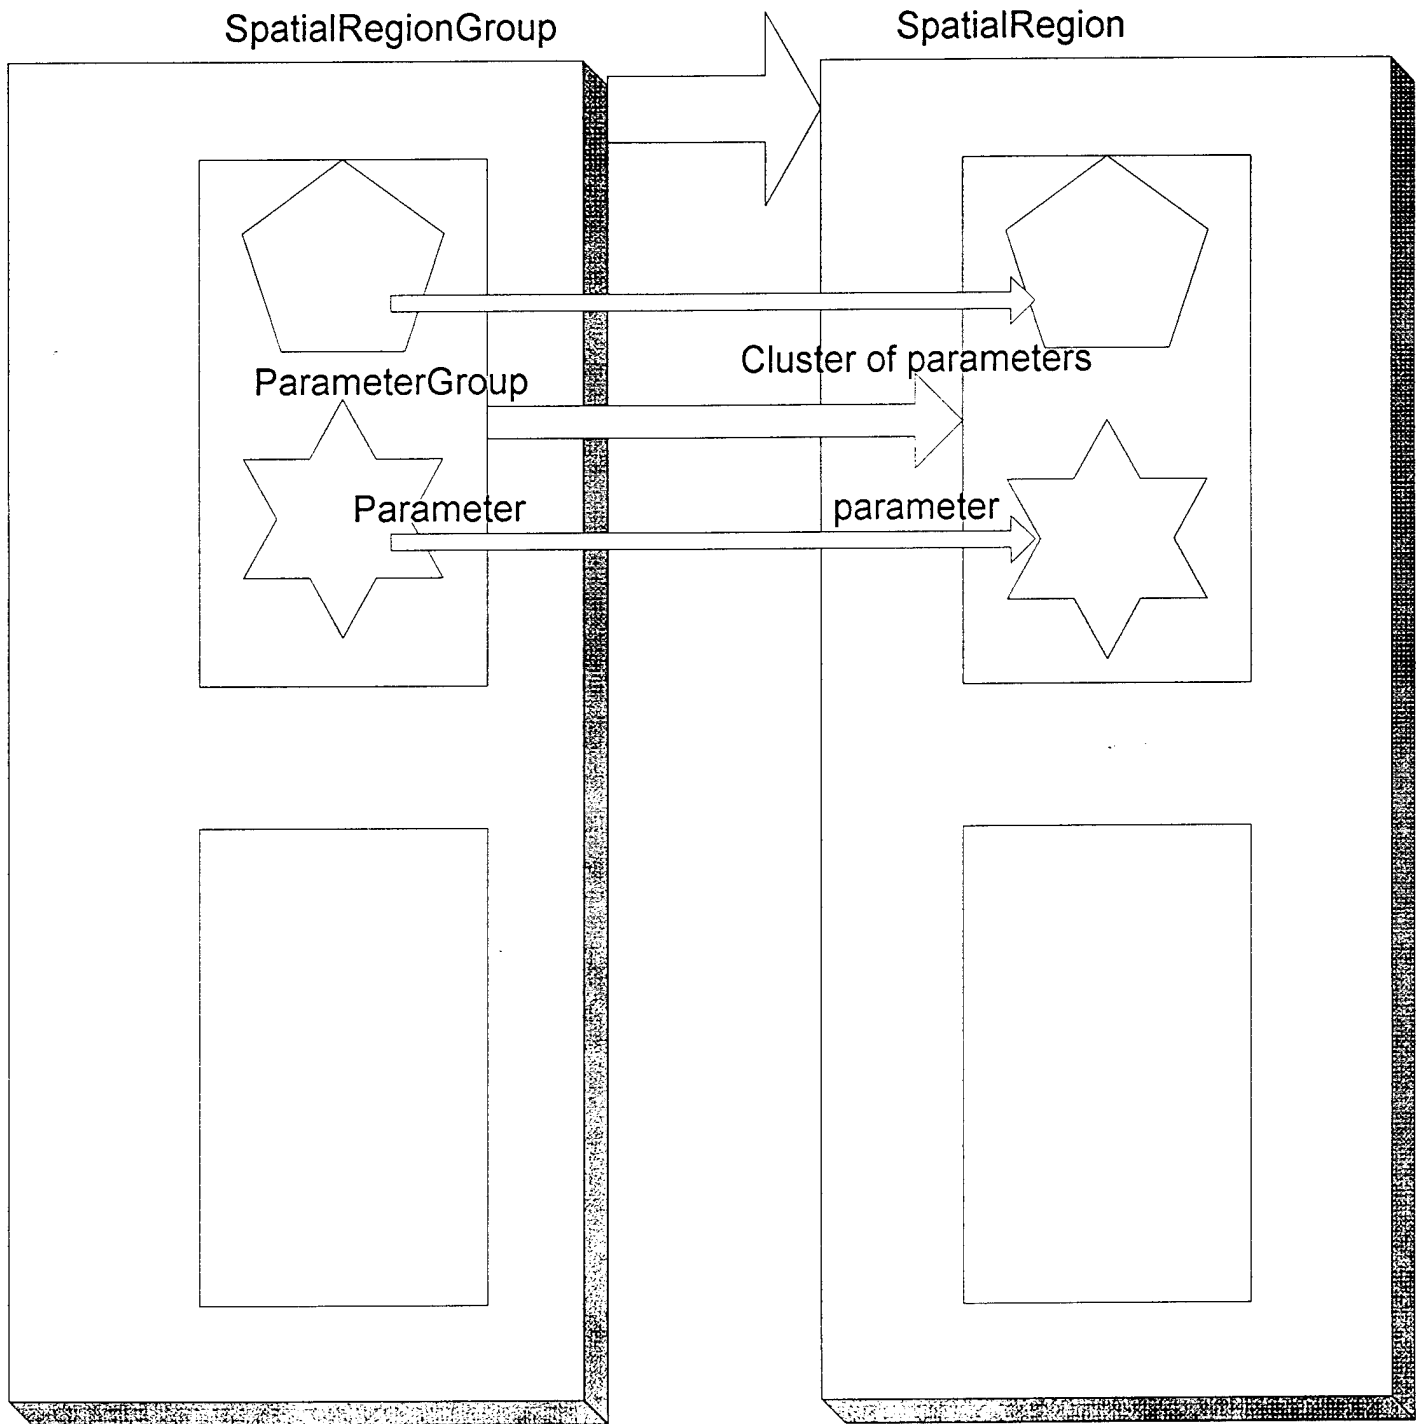 SpatialRegionGroup
SpatialRegion
Cluster of parameters
ParameterGroup
Parameter
parameter